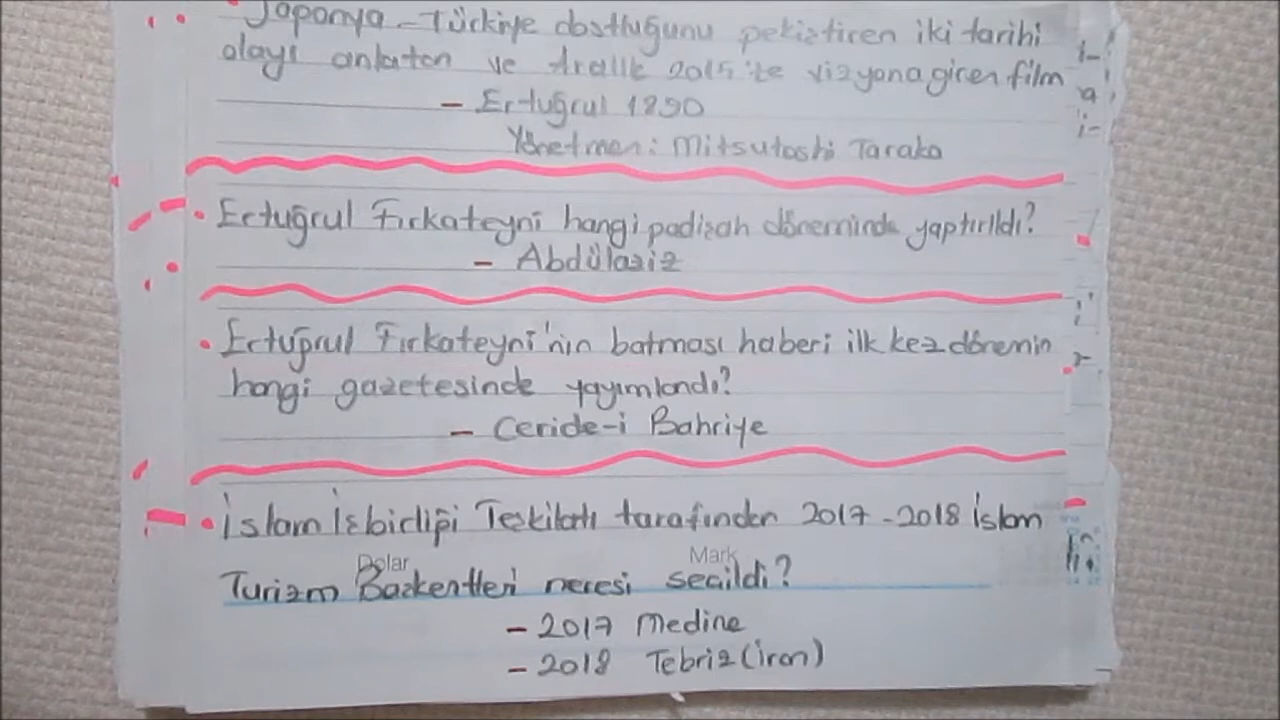 Japonya - Türkiye dostluğunu pekiştiren iki tarihi
olayı anlatan ve Aralık 2015'te vizyona giren film
- Ertuğrul 1890
Yönetmen: Mitsutoshi Taraka
• Ertuğrul Fırkateyni hangi padişah döneminde yaptırıldı?
- Abdülaziz
• Ertuğrul Fırkateyni'nin batması haberi ilk kez dönemin
hangi gazetesinde yayımlandı?
- Ceride-i Bahriye
• İslam İşbirliği Teşkilatı tarafından 2017-2018 İslam
Dolar Mark
Turizm Başkentleri neresi seçildi?
- 2017 Medine
- 2018 Tebriz (İran)